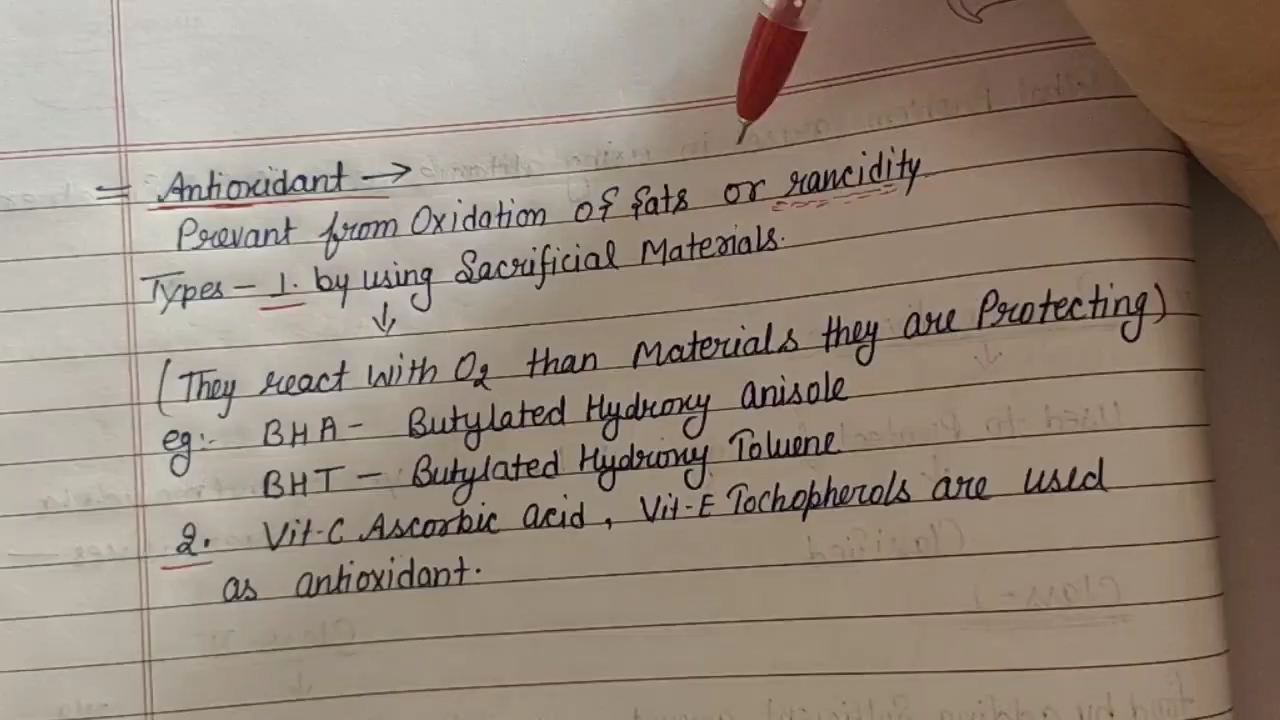 = Antioxidant →
Prevant from Oxidation of fats or rancidity
Types - 1. by using Sacrificial Materials.
↓
(They react with O2 than Materials they are Protecting)
eg:- BHA - Butylated Hydroxy anisole
BHT - Butylated Hydroxy Toluene
2. Vit-C Ascorbic acid, Vit-E Tochopherols are used
as antioxidant.